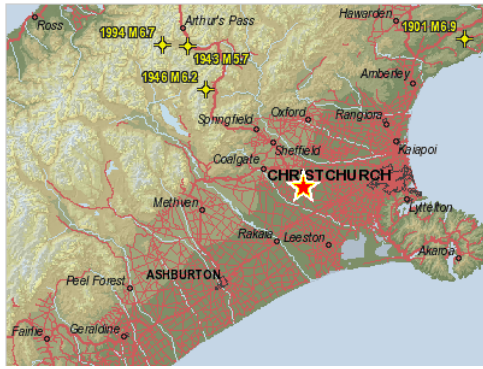 Ross
Arthur's Pass
Hawarden
1901 M6.9
1994 M6.7
1943 M5.7
1946 M6.2
Amberley
Oxford
Rangiora
Springfield
Sheffield
Kaiapoi
Coalgate
CHRISTCHURCH
Methven
Lyttelton
Rakaia
Leeston
Akaroa
ASHBURTON
Peel Forest
Fairlie
Geraldine